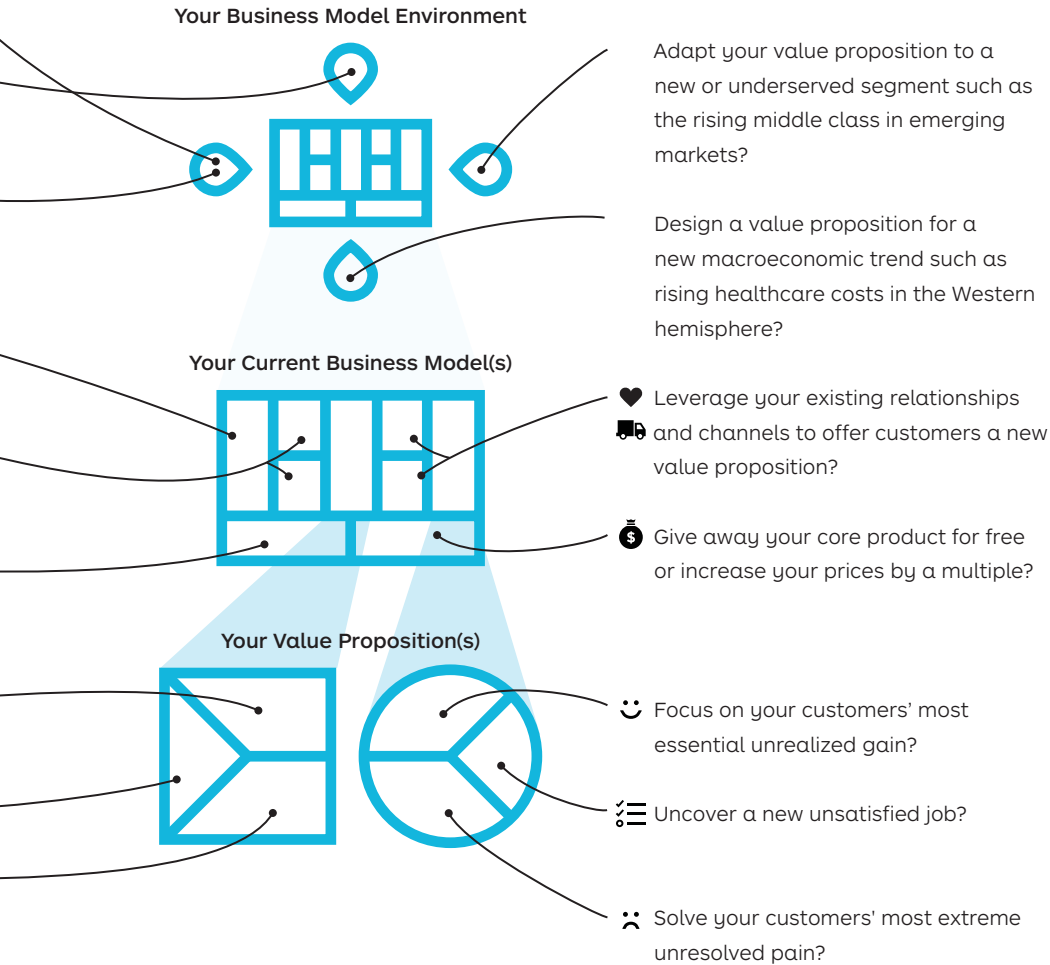 Your Business Model Environment
Adapt your value proposition to a
new or underserved segment such as
the rising middle class in emerging
markets?
Design a value proposition for a
new macroeconomic trend such as
rising healthcare costs in the Western
hemisphere?
Your Current Business Model(s)
Leverage your existing relationships
and channels to offer customers a new
value proposition?
$ Give away your core product for free
or increase your prices by a multiple?
Your Value Proposition(s)
Focus on your customers’ most
essential unrealized gain?
Uncover a new unsatisfied job?
Solve your customers' most extreme
unresolved pain?